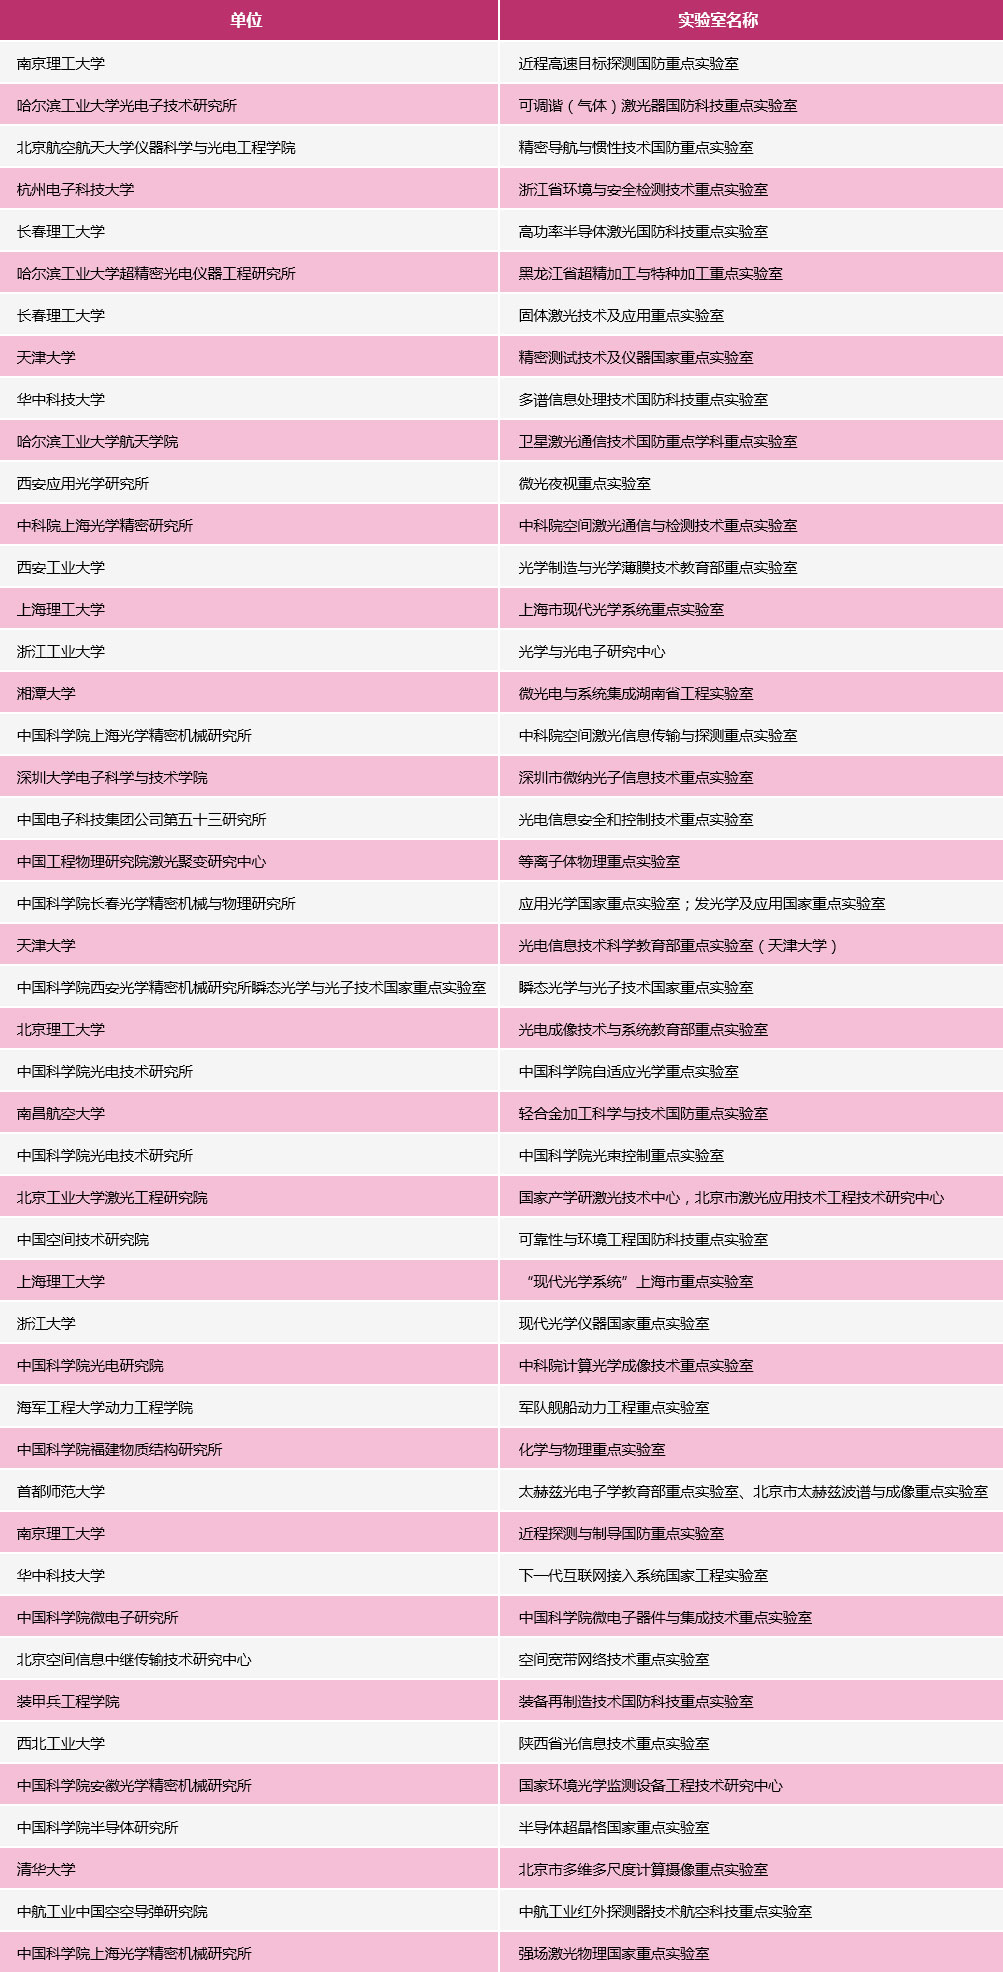 单位 实验室名称
南京理工大学 近程高速目标探测国防重点实验室
哈尔滨工业大学光电子技术研究所 可调谐（气体）激光器国防科技重点实验室
北京航空航天大学仪器科学与光电工程学院 精密导航与惯性技术国防重点实验室
杭州电子科技大学 浙江省环境与安全检测技术重点实验室
长春理工大学 高功率半导体激光国防科技重点实验室
哈尔滨工业大学超精密光电仪器工程研究所 黑龙江省超精加工与特种加工重点实验室
长春理工大学 固体激光技术及应用重点实验室
天津大学 精密测试技术及仪器国家重点实验室
华中科技大学 多谱信息处理技术国防科技重点实验室
哈尔滨工业大学航天学院 卫星激光通信技术国防重点学科重点实验室
西安应用光学研究所 微光夜视重点实验室
中科院上海光学精密研究所 中科院空间激光通信与检测技术重点实验室
西安工业大学 光学制造与光学薄膜技术教育部重点实验室
上海理工大学 上海市现代光学系统重点实验室
浙江工业大学 光学与光电子研究中心
湘潭大学 微光电与系统集成湖南省工程实验室
中国科学院上海光学精密机械研究所 中科院空间激光信息传输与探测重点实验室
深圳大学电子科学与技术学院 深圳市微纳光子信息技术重点实验室
中国电子科技集团公司第五十三研究所 光电信息安全和控制技术重点实验室
中国工程物理研究院激光聚变研究中心 等离子体物理重点实验室
中国科学院长春光学精密机械与物理研究所 应用光学国家重点实验室；发光学及应用国家重点实验室
天津大学 光电信息技术科学教育部重点实验室（天津大学）
中国科学院西安光学精密机械研究所瞬态光学与光子技术国家重点实验室 瞬态光学与光子技术国家重点实验室
北京理工大学 光电成像技术与系统教育部重点实验室
中国科学院光电技术研究所 中国科学院自适应光学重点实验室
南昌航空大学 轻合金加工科学与技术国防重点实验室
中国科学院光电技术研究所 中国科学院光束控制重点实验室
北京工业大学激光工程研究院 国家产学研激光技术中心，北京市激光应用技术工程技术研究中心
中国空间技术研究院 可靠性与环境工程国防科技重点实验室
上海理工大学 “现代光学系统”上海市重点实验室
浙江大学 现代光学仪器国家重点实验室
中国科学院光电研究院 中科院计算光学成像技术重点实验室
海军工程大学动力工程学院 军队舰船动力工程重点实验室
中国科学院福建物质结构研究所 化学与物理重点实验室
首都师范大学 太赫兹光电子学教育部重点实验室、北京市太赫兹波谱与成像重点实验室
南京理工大学 近程探测与制导国防重点实验室
华中科技大学 下一代互联网接入系统国家工程实验室
中国科学院微电子研究所 中国科学院微电子器件与集成技术重点实验室
北京空间信息中继传输技术研究中心 空间宽带网络技术重点实验室
装甲兵工程学院 装备再制造技术国防科技重点实验室
西北工业大学 陕西省光信息技术重点实验室
中国科学院安徽光学精密机械研究所 国家环境光学监测设备工程技术研究中心
中国科学院半导体研究所 半导体超晶格国家重点实验室
清华大学 北京市多维多尺度计算摄像重点实验室
中航工业中国空空导弹研究院 中航工业红外探测器技术航空科技重点实验室
中国科学院上海光学精密机械研究所 强场激光物理国家重点实验室